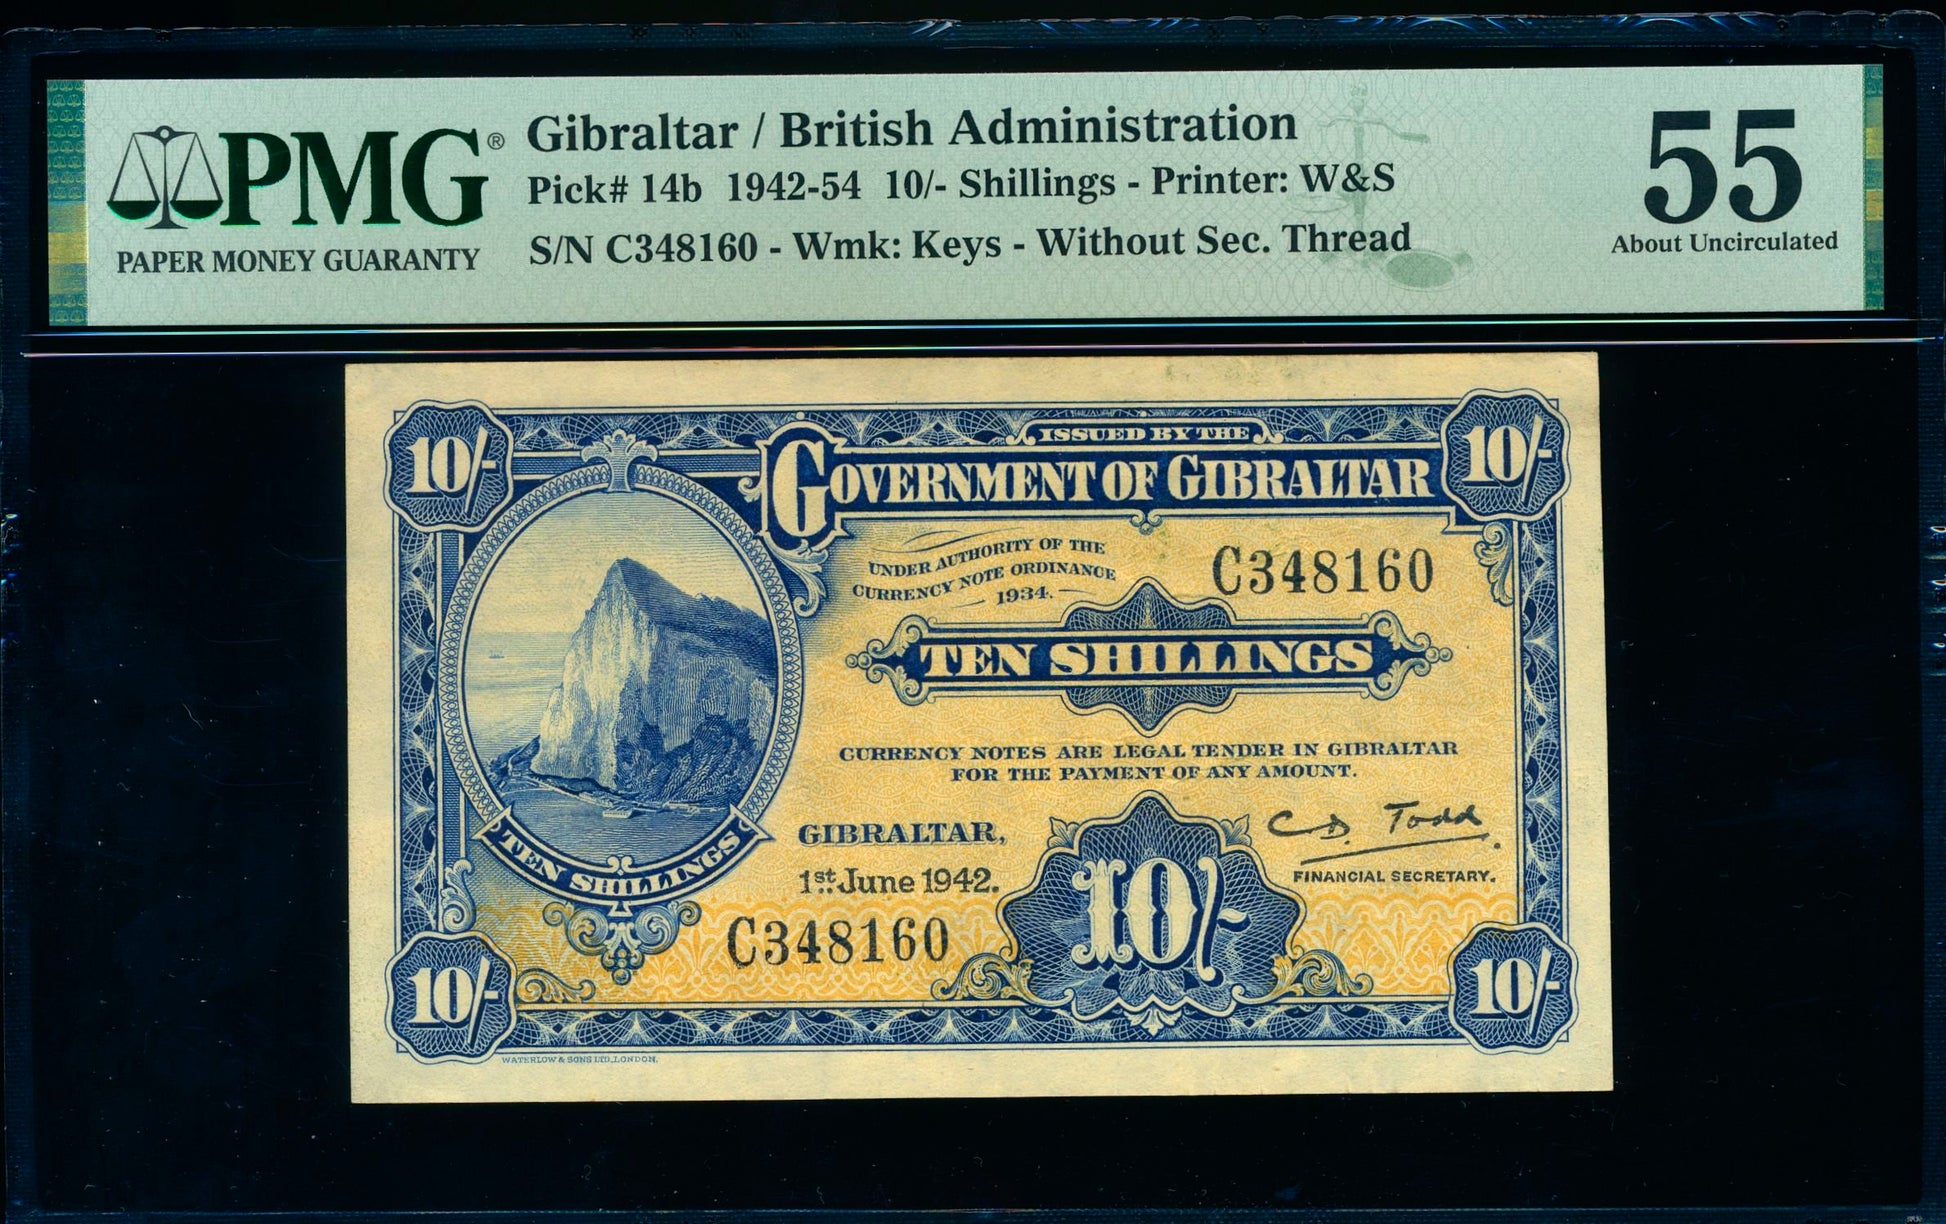 PMG®
PAPER MONEY GUARANTY
Gibraltar / British Administration
Pick# 14b 1942-54 10/- Shillings - Printer: W&S
S/N C348160 - Wmk: Keys - Without Sec. Thread
55
About Uncirculated
10/-
ISSUED BY THE
10/-
GOVERNMENT OF GIBRALTAR
UNDER AUTHORITY OF THE
CURRENCY NOTE ORDINANCE
1934.
C348160
TEN SHILLINGS
CURRENCY NOTES ARE LEGAL TENDER IN GIBRALTAR
FOR THE PAYMENT OF ANY AMOUNT.
TEN SHILLINGS
GIBRALTAR,
1st June 1942.
C348160
10/-
C D Todd.
FINANCIAL SECRETARY.
10/-
10/-
WATERLOW & SONS LTD., LONDON.